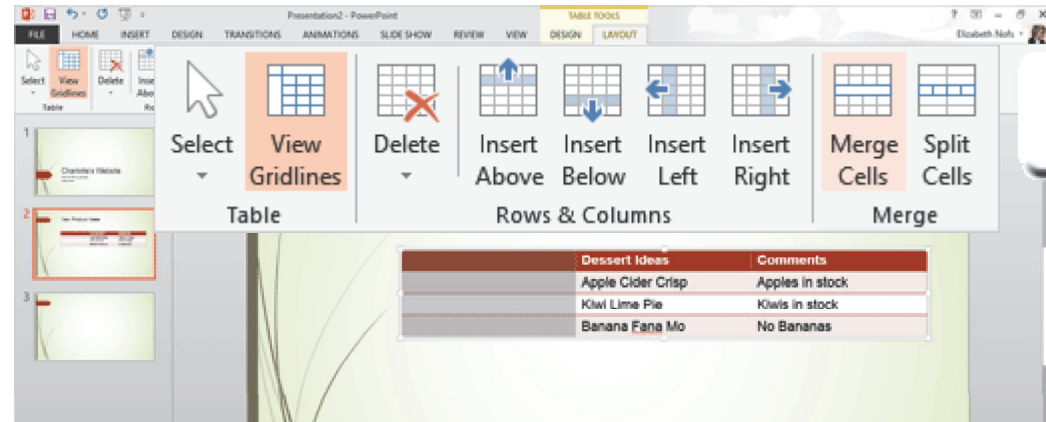 Presentation2 - PowerPoint
TABLE TOOLS
FILE HOME INSERT DESIGN TRANSITIONS ANIMATIONS SLIDE SHOW REVIEW VIEW DESIGN LAYOUT
Select View Gridlines Delete
Table
Select View Gridlines Delete Insert Above Insert Below Insert Left Insert Right Merge Cells Split Cells
Table Rows & Columns Merge
1
Charlotte's Website
2
3
Dessert Ideas Comments
Apple Cider Crisp Apples in stock
Kiwi Lime Pie Kiwis in stock
Banana Fana Mo No Bananas